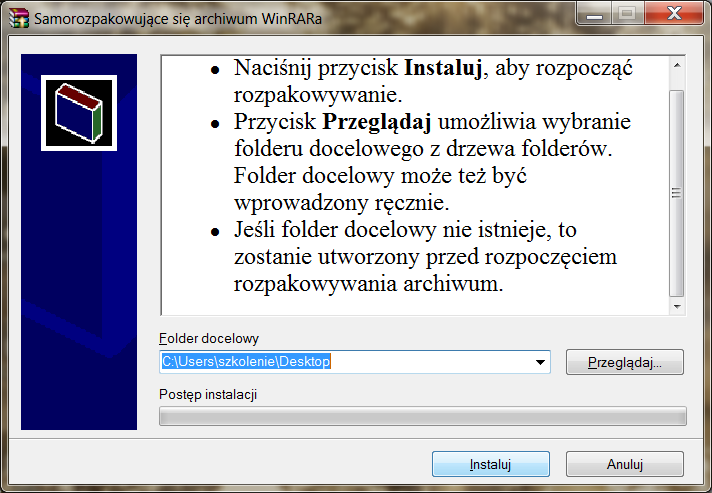 Samorozpakowujące się archiwum WinRARa
• Naciśnij przycisk Instaluj, aby rozpocząć
rozpakowywanie.
• Przycisk Przeglądaj umożliwia wybranie
folderu docelowego z drzewa folderów.
Folder docelowy może też być
wprowadzony ręcznie.
• Jeśli folder docelowy nie istnieje, to
zostanie utworzony przed rozpoczęciem
rozpakowywania archiwum.
Folder docelowy
C:\Users\szkolenie\Desktop
Przeglądaj...
Postęp instalacji
Instaluj
Anuluj